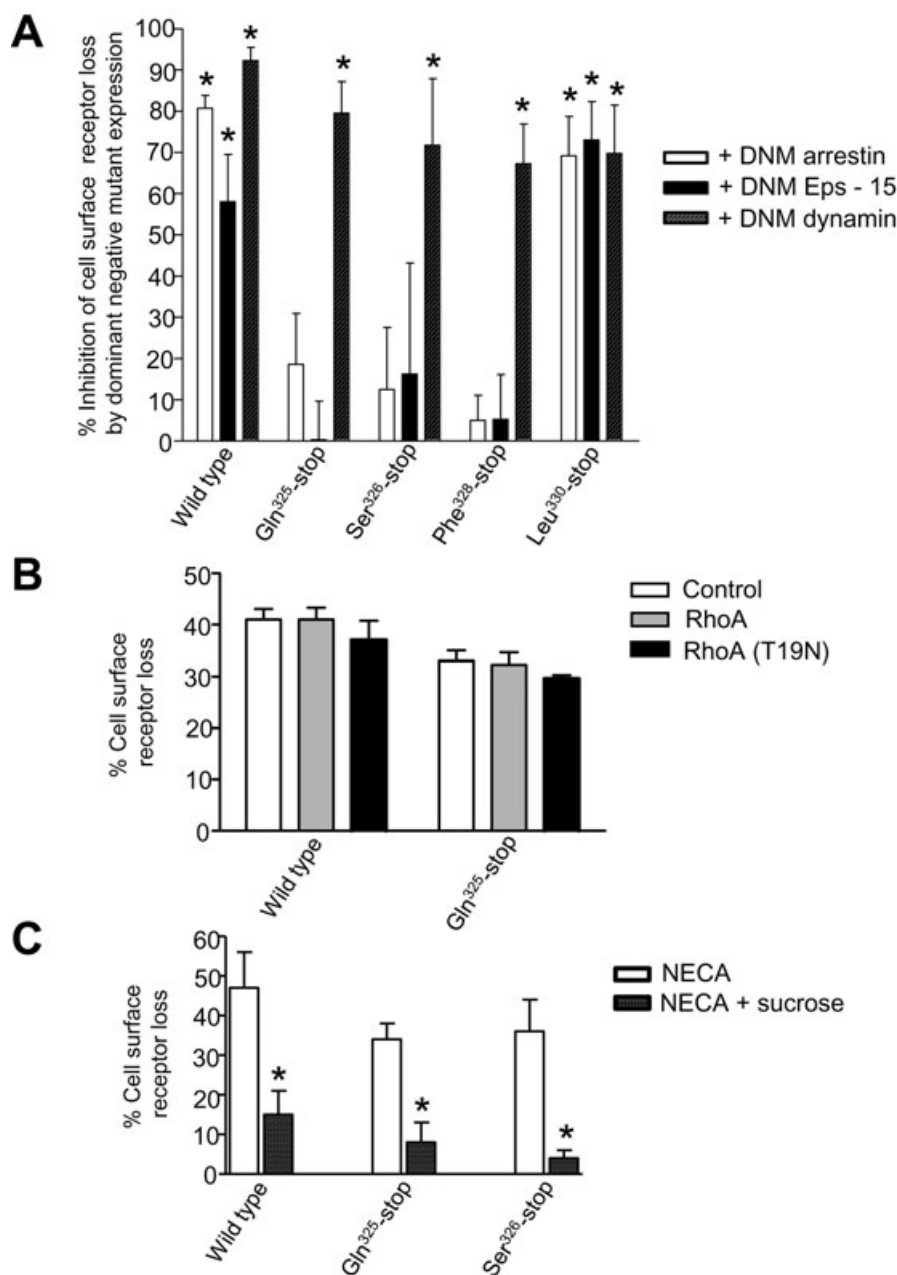 A
% Inhibition of cell surface receptor loss
by dominant negative mutant expression
100
90
80
70
60
50
40
30
20
10
0
* * * * * * * * *
+ DNM arrestin
+ DNM Eps - 15
+ DNM dynamin
Wild type
Gln325-stop
Ser326-stop
Phe328-stop
Leu330-stop
B
% Cell surface
receptor loss
50
40
30
20
10
0
Control
RhoA
RhoA (T19N)
Wild type
Gln325-stop
C
% Cell surface
receptor loss
60
50
40
30
20
10
0
* * *
NECA
NECA + sucrose
Wild type
Gln325-stop
Ser326-stop